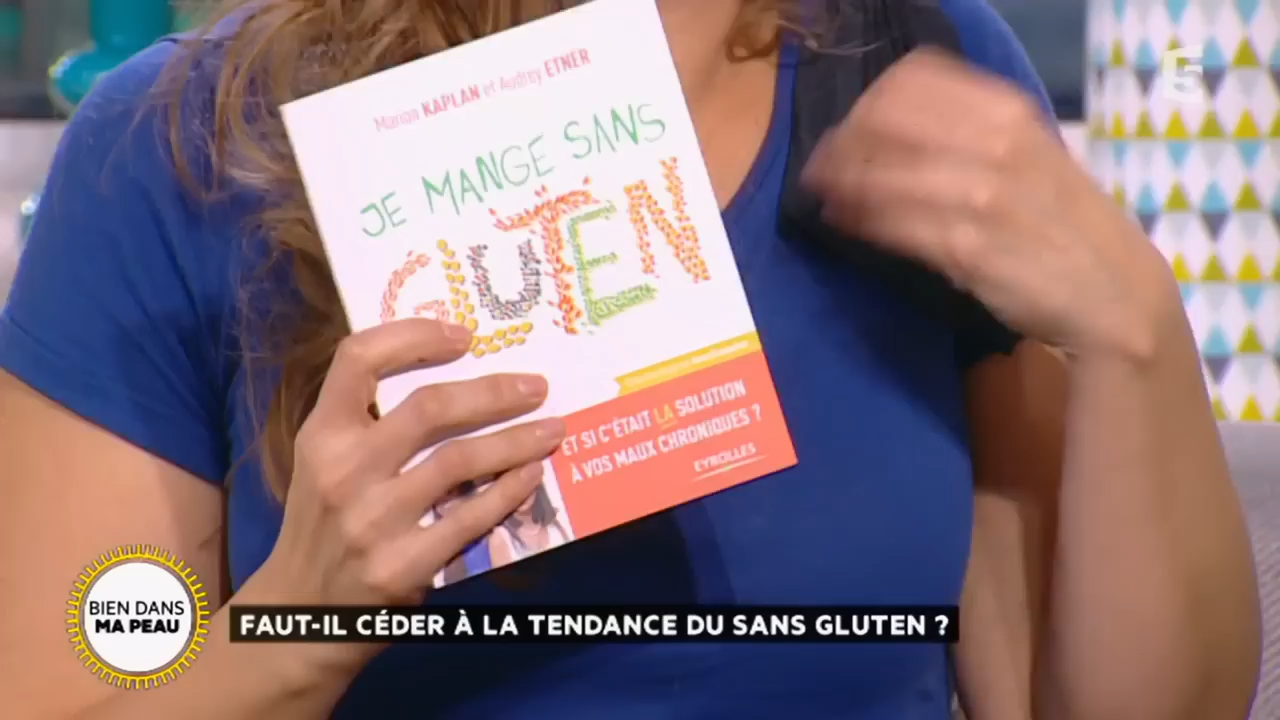 Marion KAPLAN et Audrey ETNER
JE MANGE SANS
GLUTEN
ET SI C'ÉTAIT LA SOLUTION
À VOS MAUX CHRONIQUES ?
EYROLLES
5
BIEN DANS
MA PEAU
FAUT-IL CÉDER À LA TENDANCE DU SANS GLUTEN ?